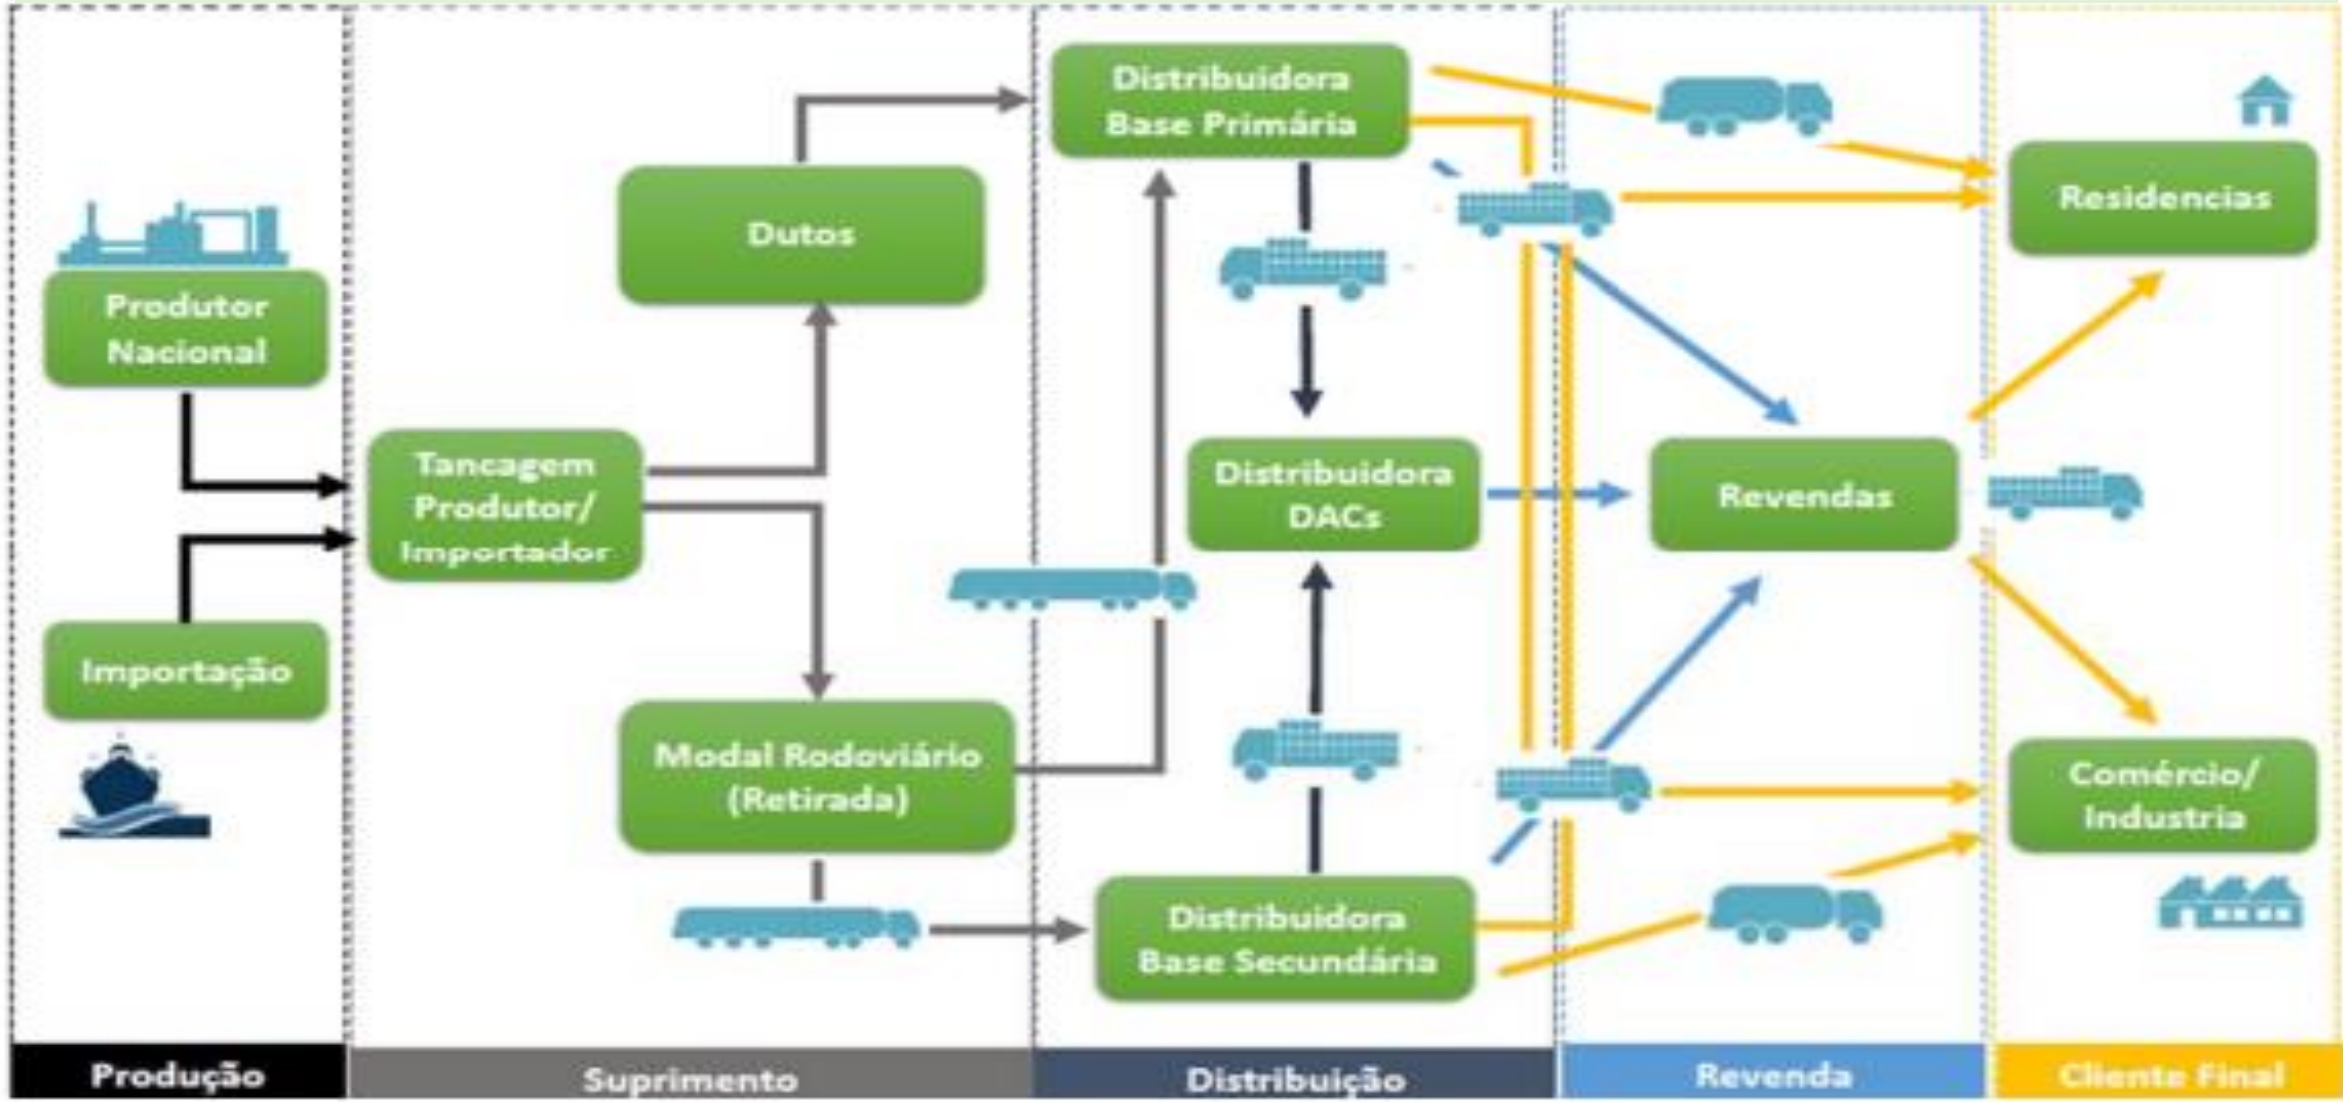 Produtor
Nacional
Importação
Tancagem
Produtor/
Importador
Dutos
Modal Rodoviário
(Retirada)
Distribuidora
Base Primária
Distribuidora
DACs
Distribuidora
Base Secundária
Revendas
Residencias
Comércio/
Industria
Produção
Suprimento
Distribuição
Revenda
Cliente Final